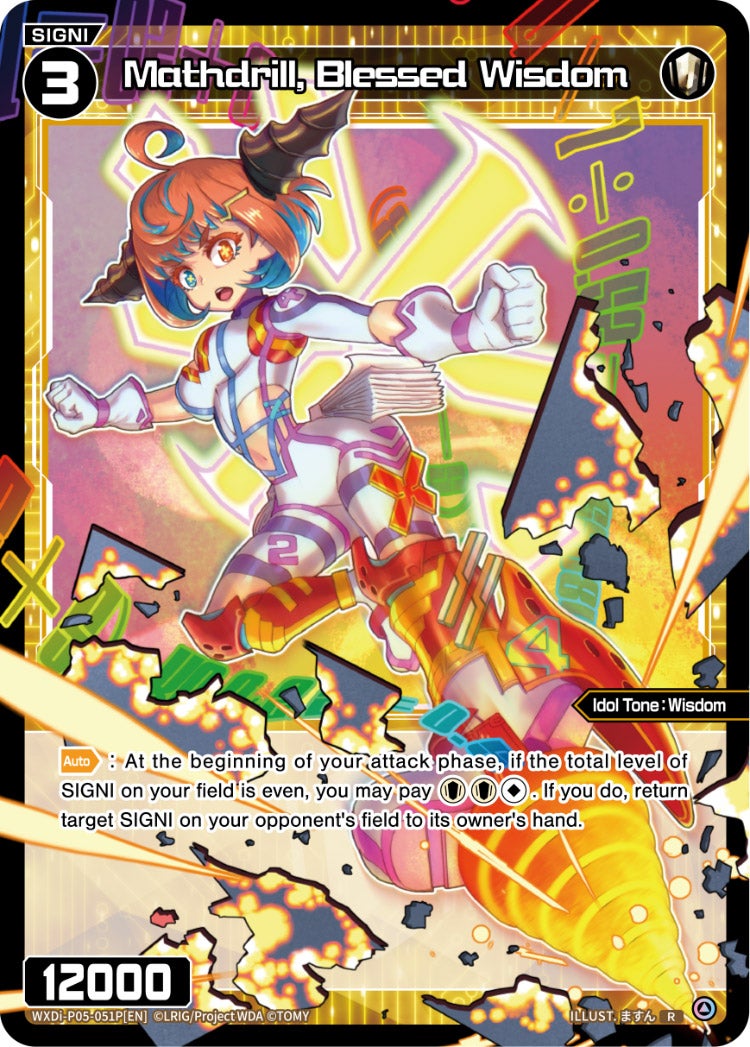 SIGNI
3
Mathdrill, Blessed Wisdom
2
4
Idol Tone:Wisdom
Auto : At the beginning of your attack phase, if the total level of
SIGNI on your field is even, you may pay . If you do, return
target SIGNI on your opponent's field to its owner's hand.
12000
WXDi-P05-051P[EN] ©LRIG/Project WDA ©TOMY
ILLUST. ますん R